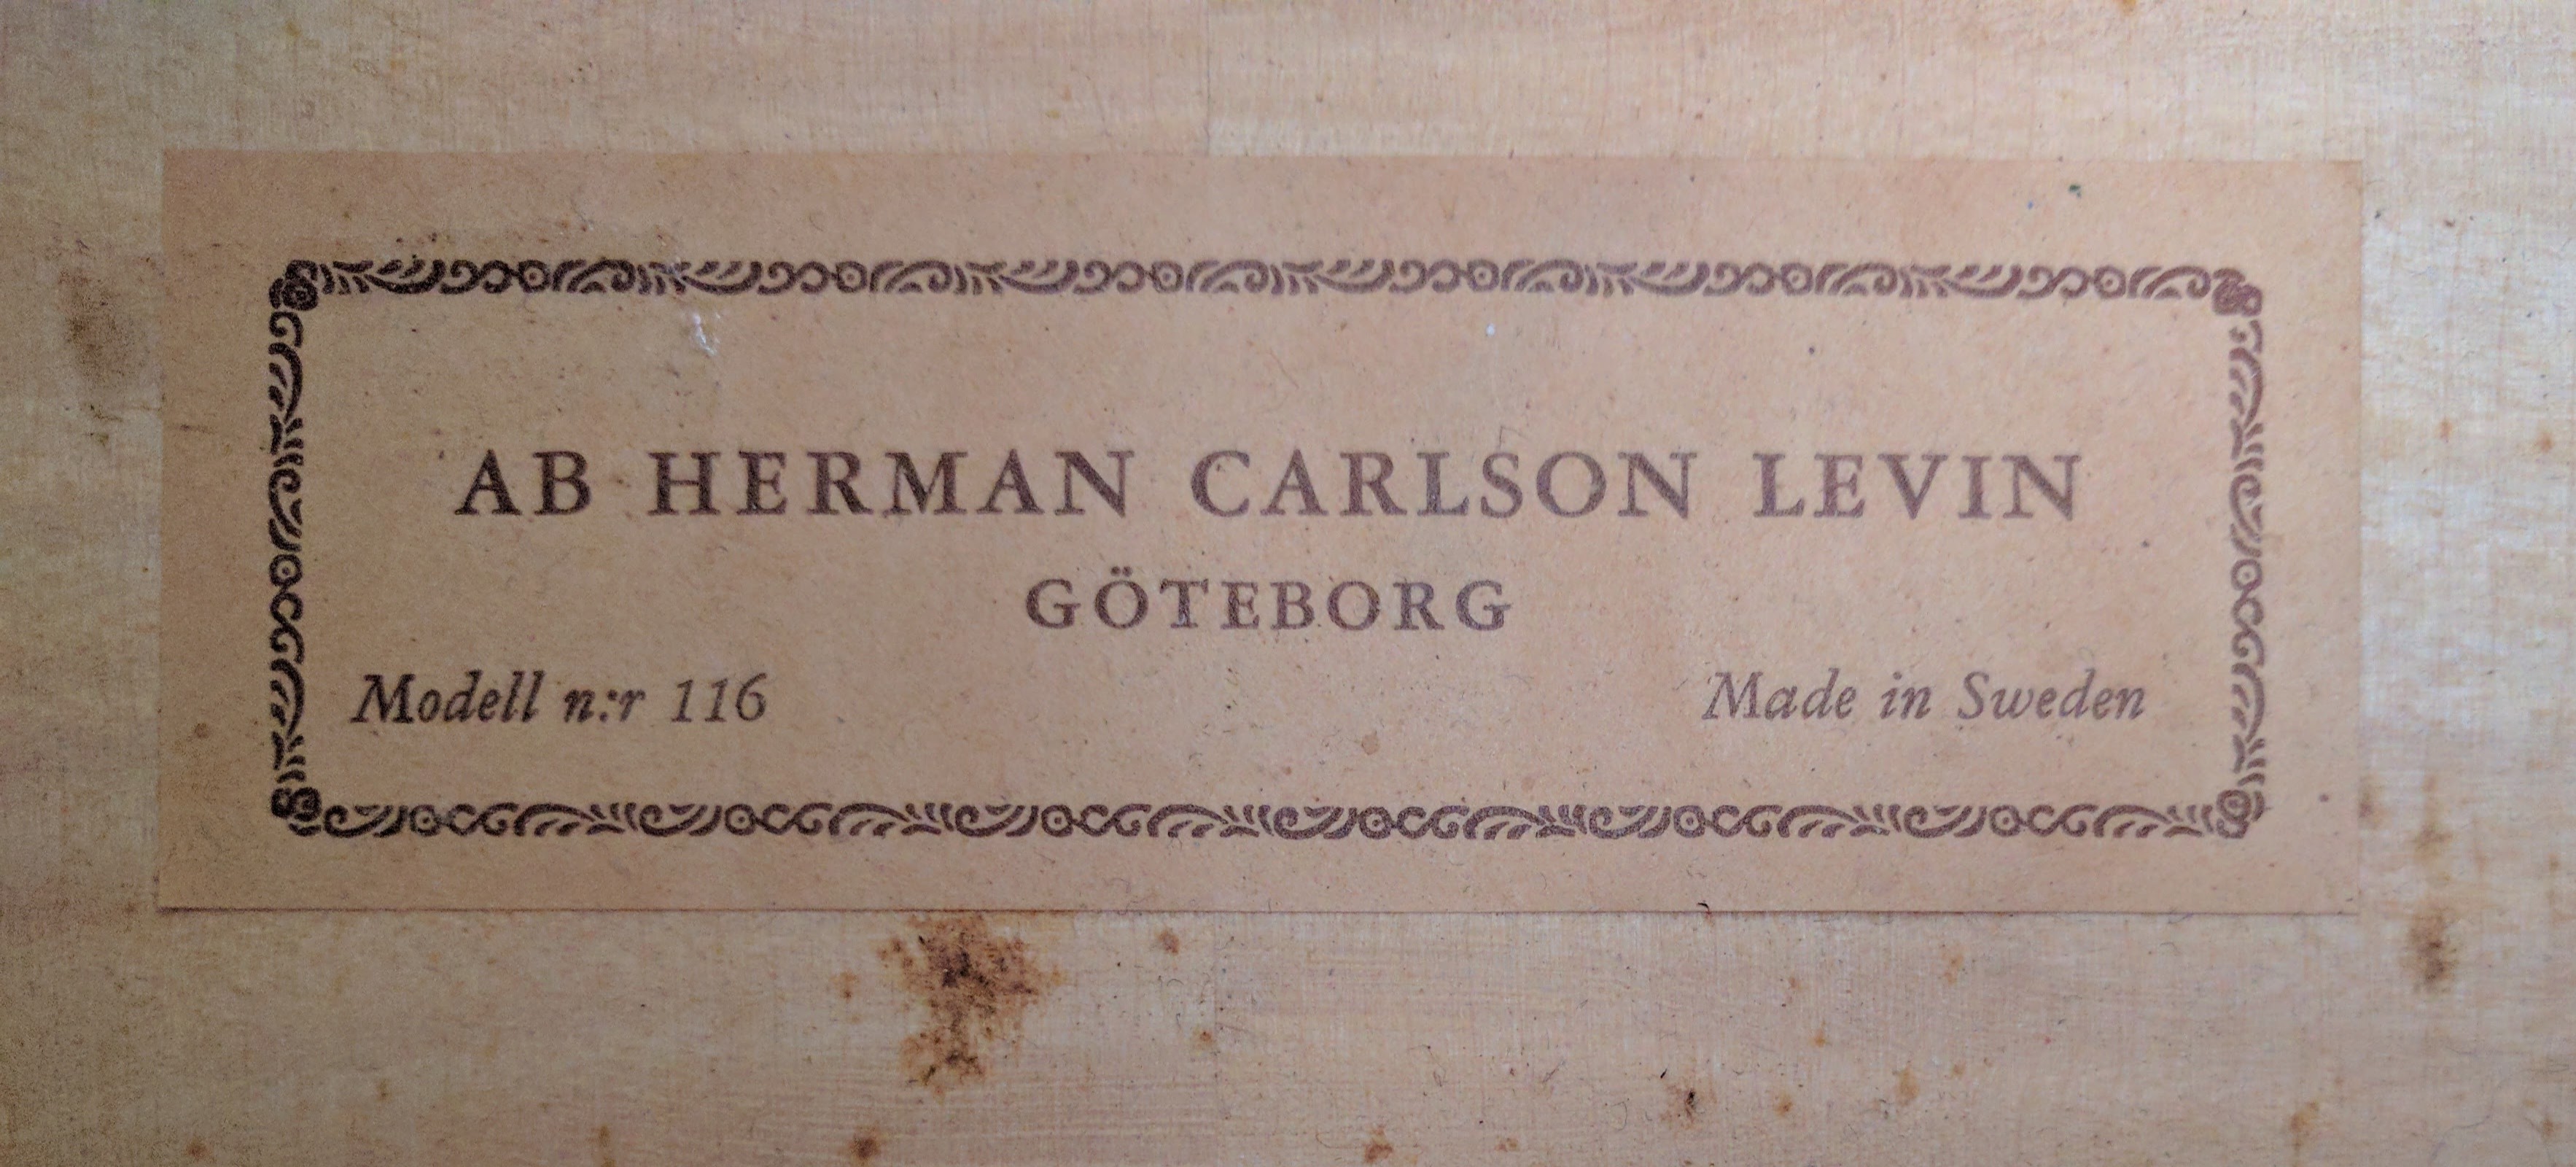 AB HERMAN CARLSON LEVIN
GÖTEBORG
Modell n:r 116 Made in Sweden